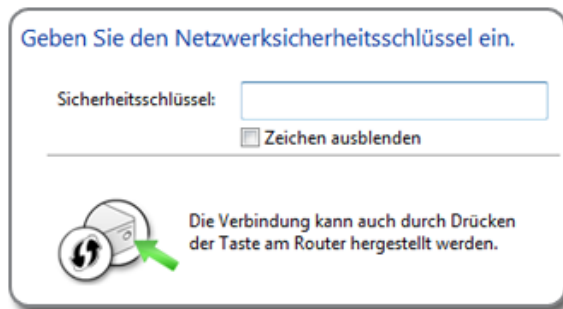 Geben Sie den Netzwerksicherheitsschlüssel ein.
Sicherheitsschlüssel:
Zeichen ausblenden
Die Verbindung kann auch durch Drücken
der Taste am Router hergestellt werden.